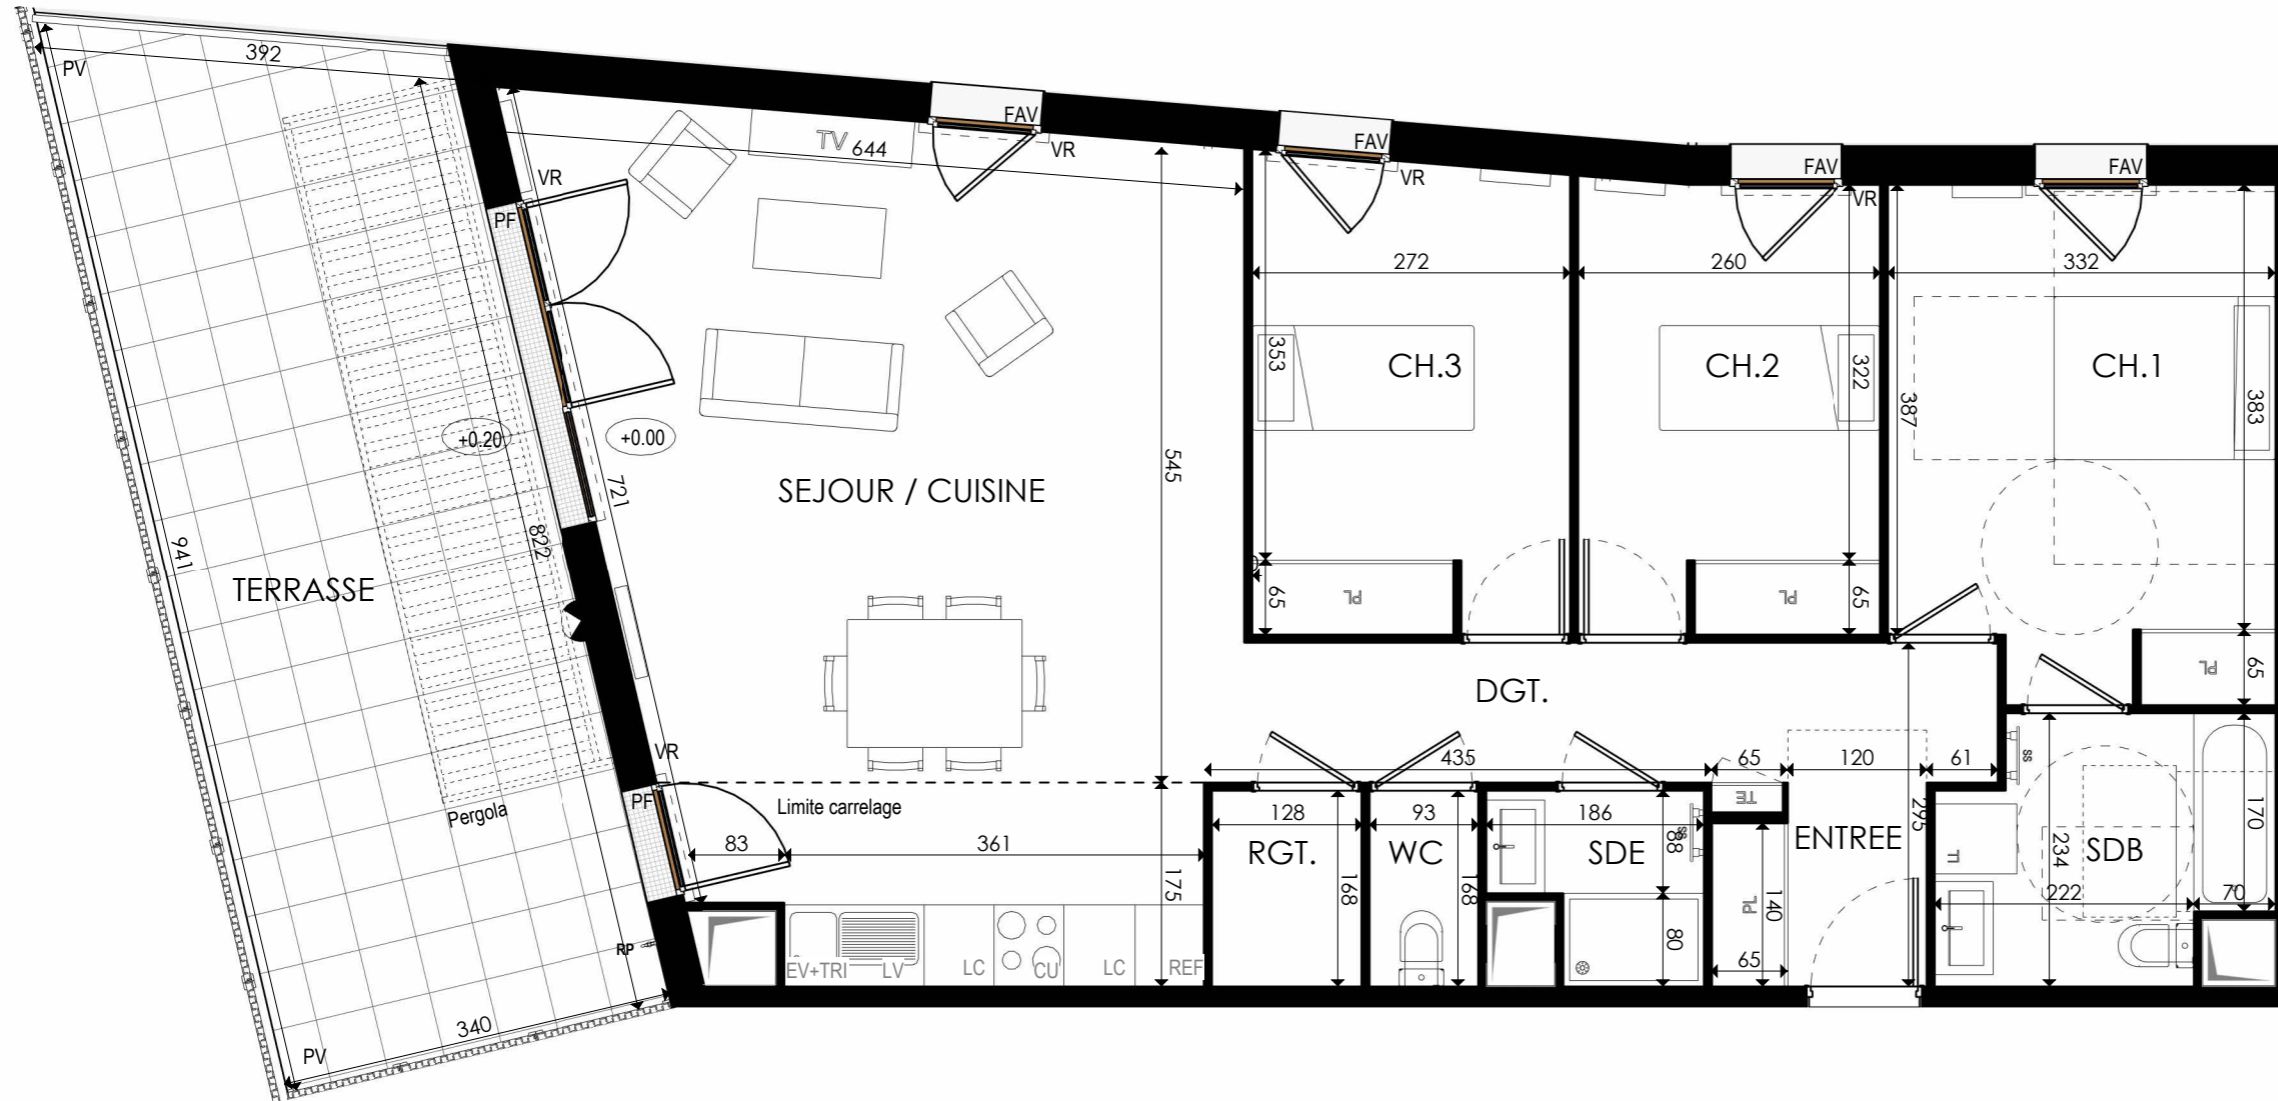 392
PV
TV
644
FAV
VR
FAV
VR
FAV
VR
FAV
VR
PF
272
260
332
CH.3
CH.2
CH.1
353
322
387
383
+0.20
+0.00
721
545
SEJOUR / CUISINE
822
941
TERRASSE
65
PL
PL
65
65
PL
DGT.
VR
435
65
120
61
SS
PF
Pergola
Limite carrelage
128
93
186
88
SS
TE
295
170
83
361
RGT.
WC
SDE
ENTREE
TI
234
SDB
175
168
168
PL
140
222
70
80
65
RP
EV+TRI
LV
LC
CU
LC
REF
340
PV